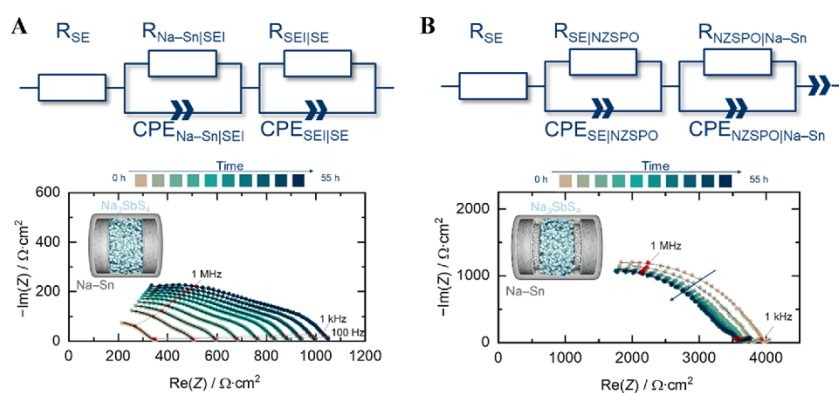 A
R_SE
R_Na–Sn|SEI
R_SEI|SE
CPE_Na–Sn|SEI
CPE_SEI|SE
Time
0 h
55 h
−Im(Z) / Ω·cm²
600
400
200
0
Na₃SbS₄
Na–Sn
1 MHz
1 kHz
100 Hz
0 200 400 600 800 1000 1200
Re(Z) / Ω·cm²
B
R_SE
R_SE|NZSPO
R_NZSPO|Na–Sn
CPE_SE|NZSPO
CPE_NZSPO|Na–Sn
Time
0 h
55 h
−Im(Z) / Ω·cm²
2000
1000
0
Na₃SbS₄
Na–Sn
1 MHz
1 kHz
0 1000 2000 3000 4000
Re(Z) / Ω·cm²